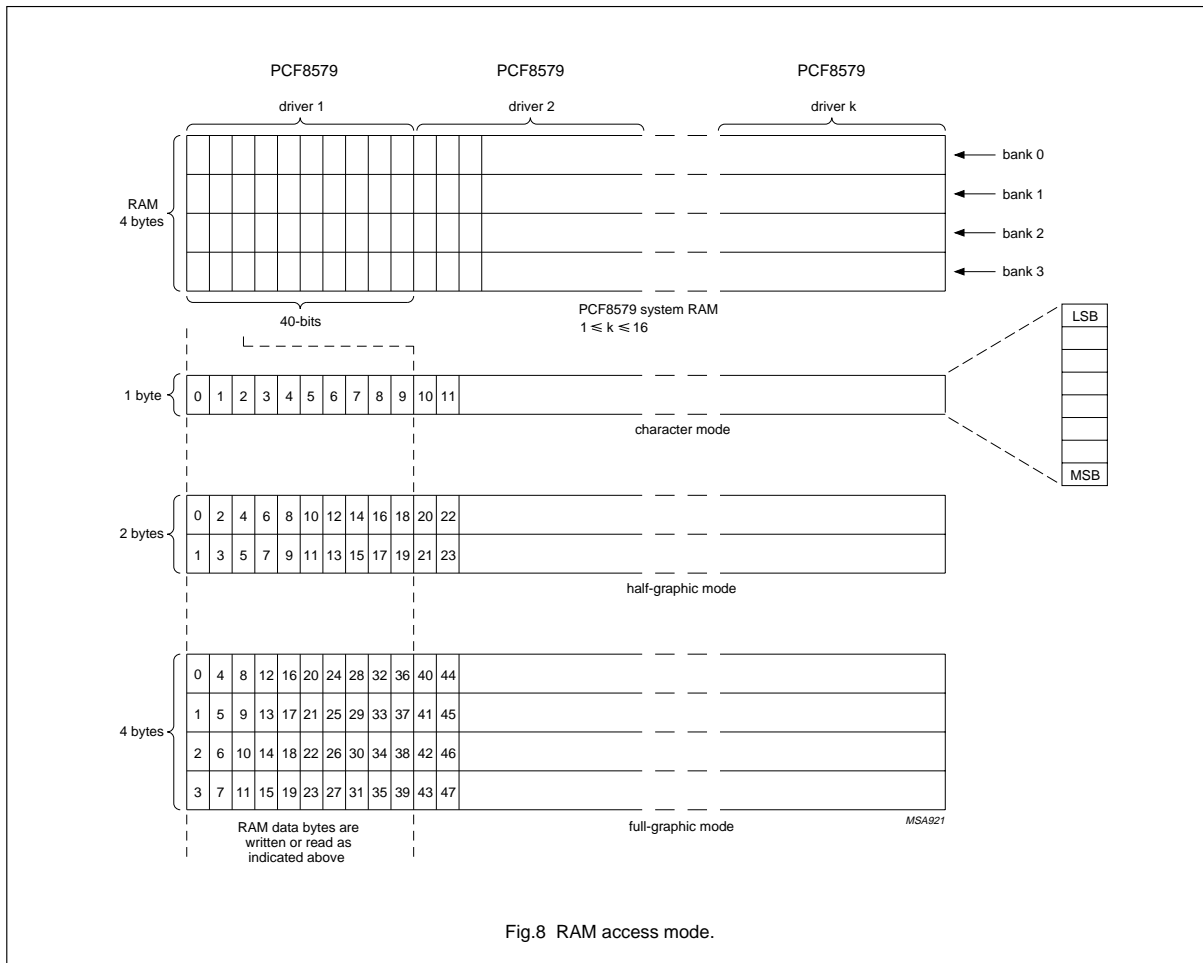 PCF8579 PCF8579 PCF8579
driver 1 driver 2 driver k
bank 0
bank 1
RAM
4 bytes
bank 2
bank 3
40-bits
PCF8579 system RAM
1 ≤ k ≤ 16
LSB
1 byte
0 1 2 3 4 5 6 7 8 9 10 11
character mode
MSB
2 bytes
0 2 4 6 8 10 12 14 16 18 20 22
1 3 5 7 9 11 13 15 17 19 21 23
half-graphic mode
4 bytes
0 4 8 12 16 20 24 28 32 36 40 44
1 5 9 13 17 21 25 29 33 37 41 45
2 6 10 14 18 22 26 30 34 38 42 46
3 7 11 15 19 23 27 31 35 39 43 47
MSA921
full-graphic mode
RAM data bytes are
written or read as
indicated above
Fig.8 RAM access mode.